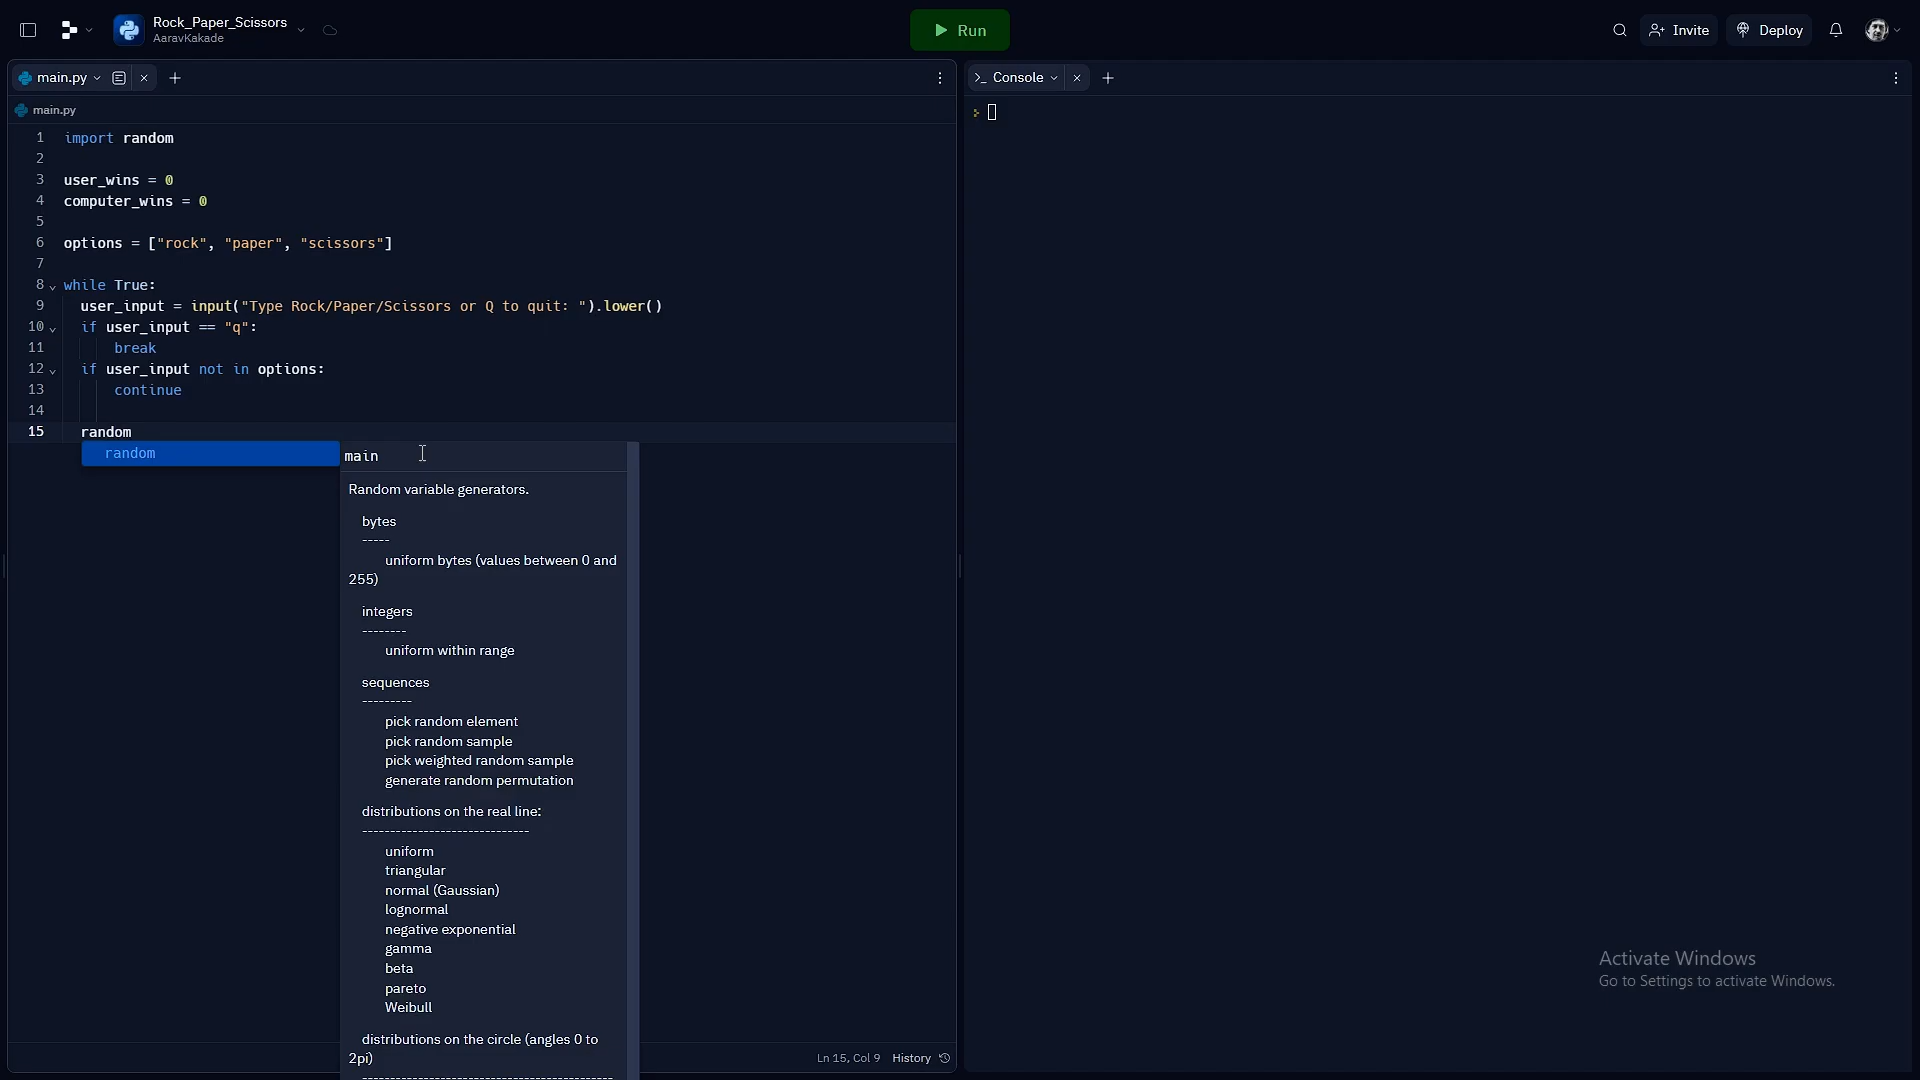 Rock_Paper_Scissors
AaravKakade
Run
Invite
Deploy
main.py
main.py
1 import random
2
3 user_wins = 0
4 computer_wins = 0
5
6 options = ["rock", "paper", "scissors"]
7
8 while True:
9 user_input = input("Type Rock/Paper/Scissors or Q to quit: ").lower()
10 if user_input == "q":
11 break
12 if user_input not in options:
13 continue
14
15 random
random
main
Random variable generators.
bytes
-----
uniform bytes (values between 0 and
255)
integers
--------
uniform within range
sequences
---------
pick random element
pick random sample
pick weighted random sample
generate random permutation
distributions on the real line:
------------------------------
uniform
triangular
normal (Gaussian)
lognormal
negative exponential
gamma
beta
pareto
Weibull
distributions on the circle (angles 0 to
2pi)
---------------------------------------------
Ln 15, Col 9 History
>_ Console
Activate Windows
Go to Settings to activate Windows.